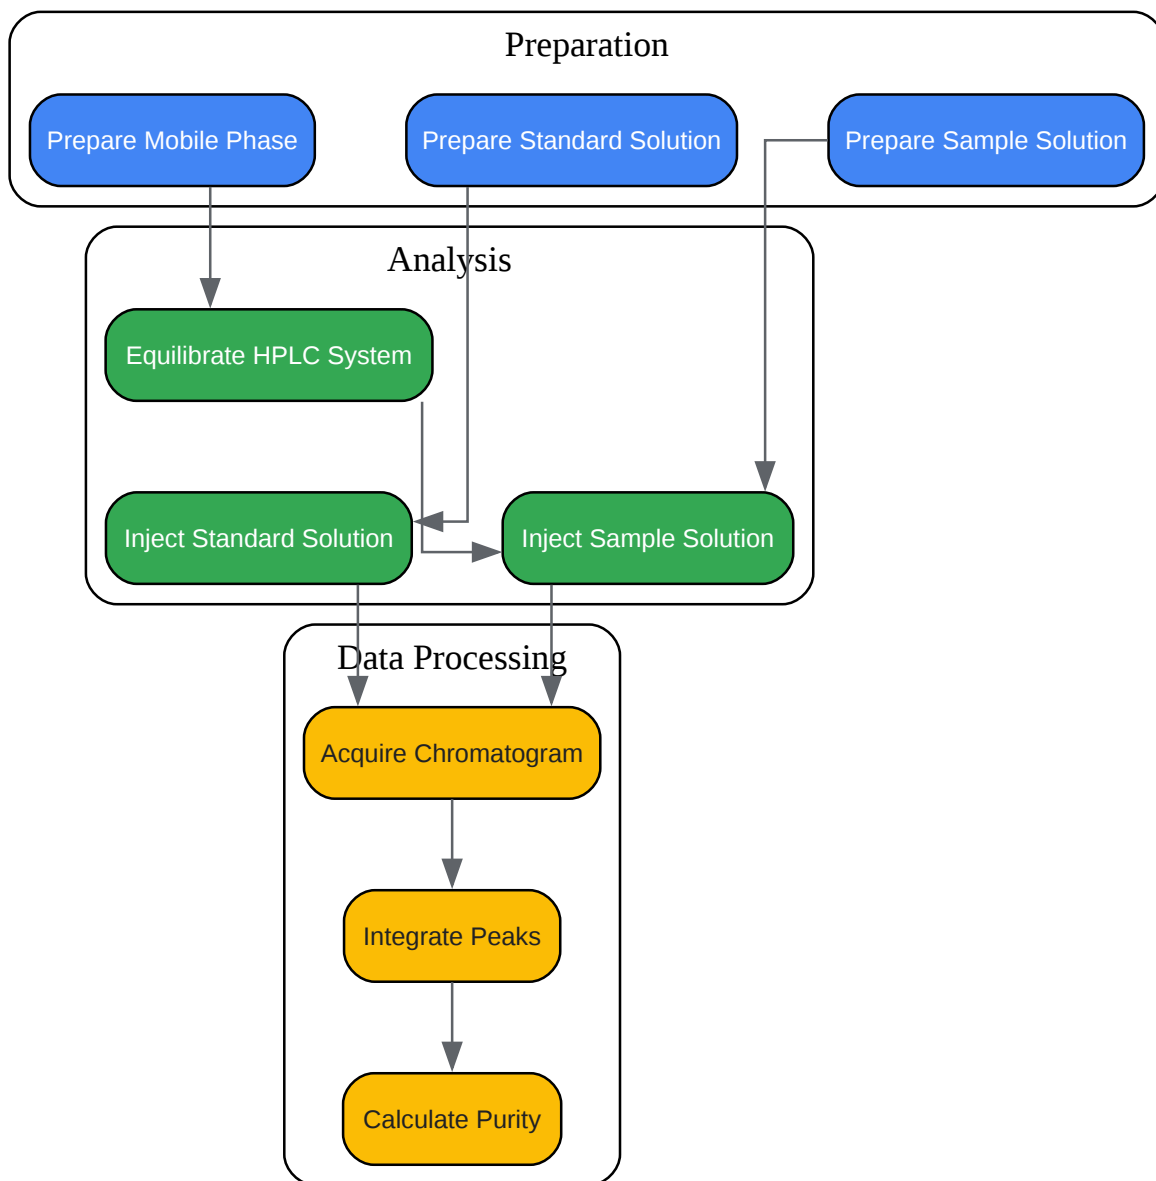 Preparation
Prepare Mobile Phase
Prepare Standard Solution
Prepare Sample Solution
Analysis
Equilibrate HPLC System
Inject Standard Solution
Inject Sample Solution
Data Processing
Acquire Chromatogram
Integrate Peaks
Calculate Purity